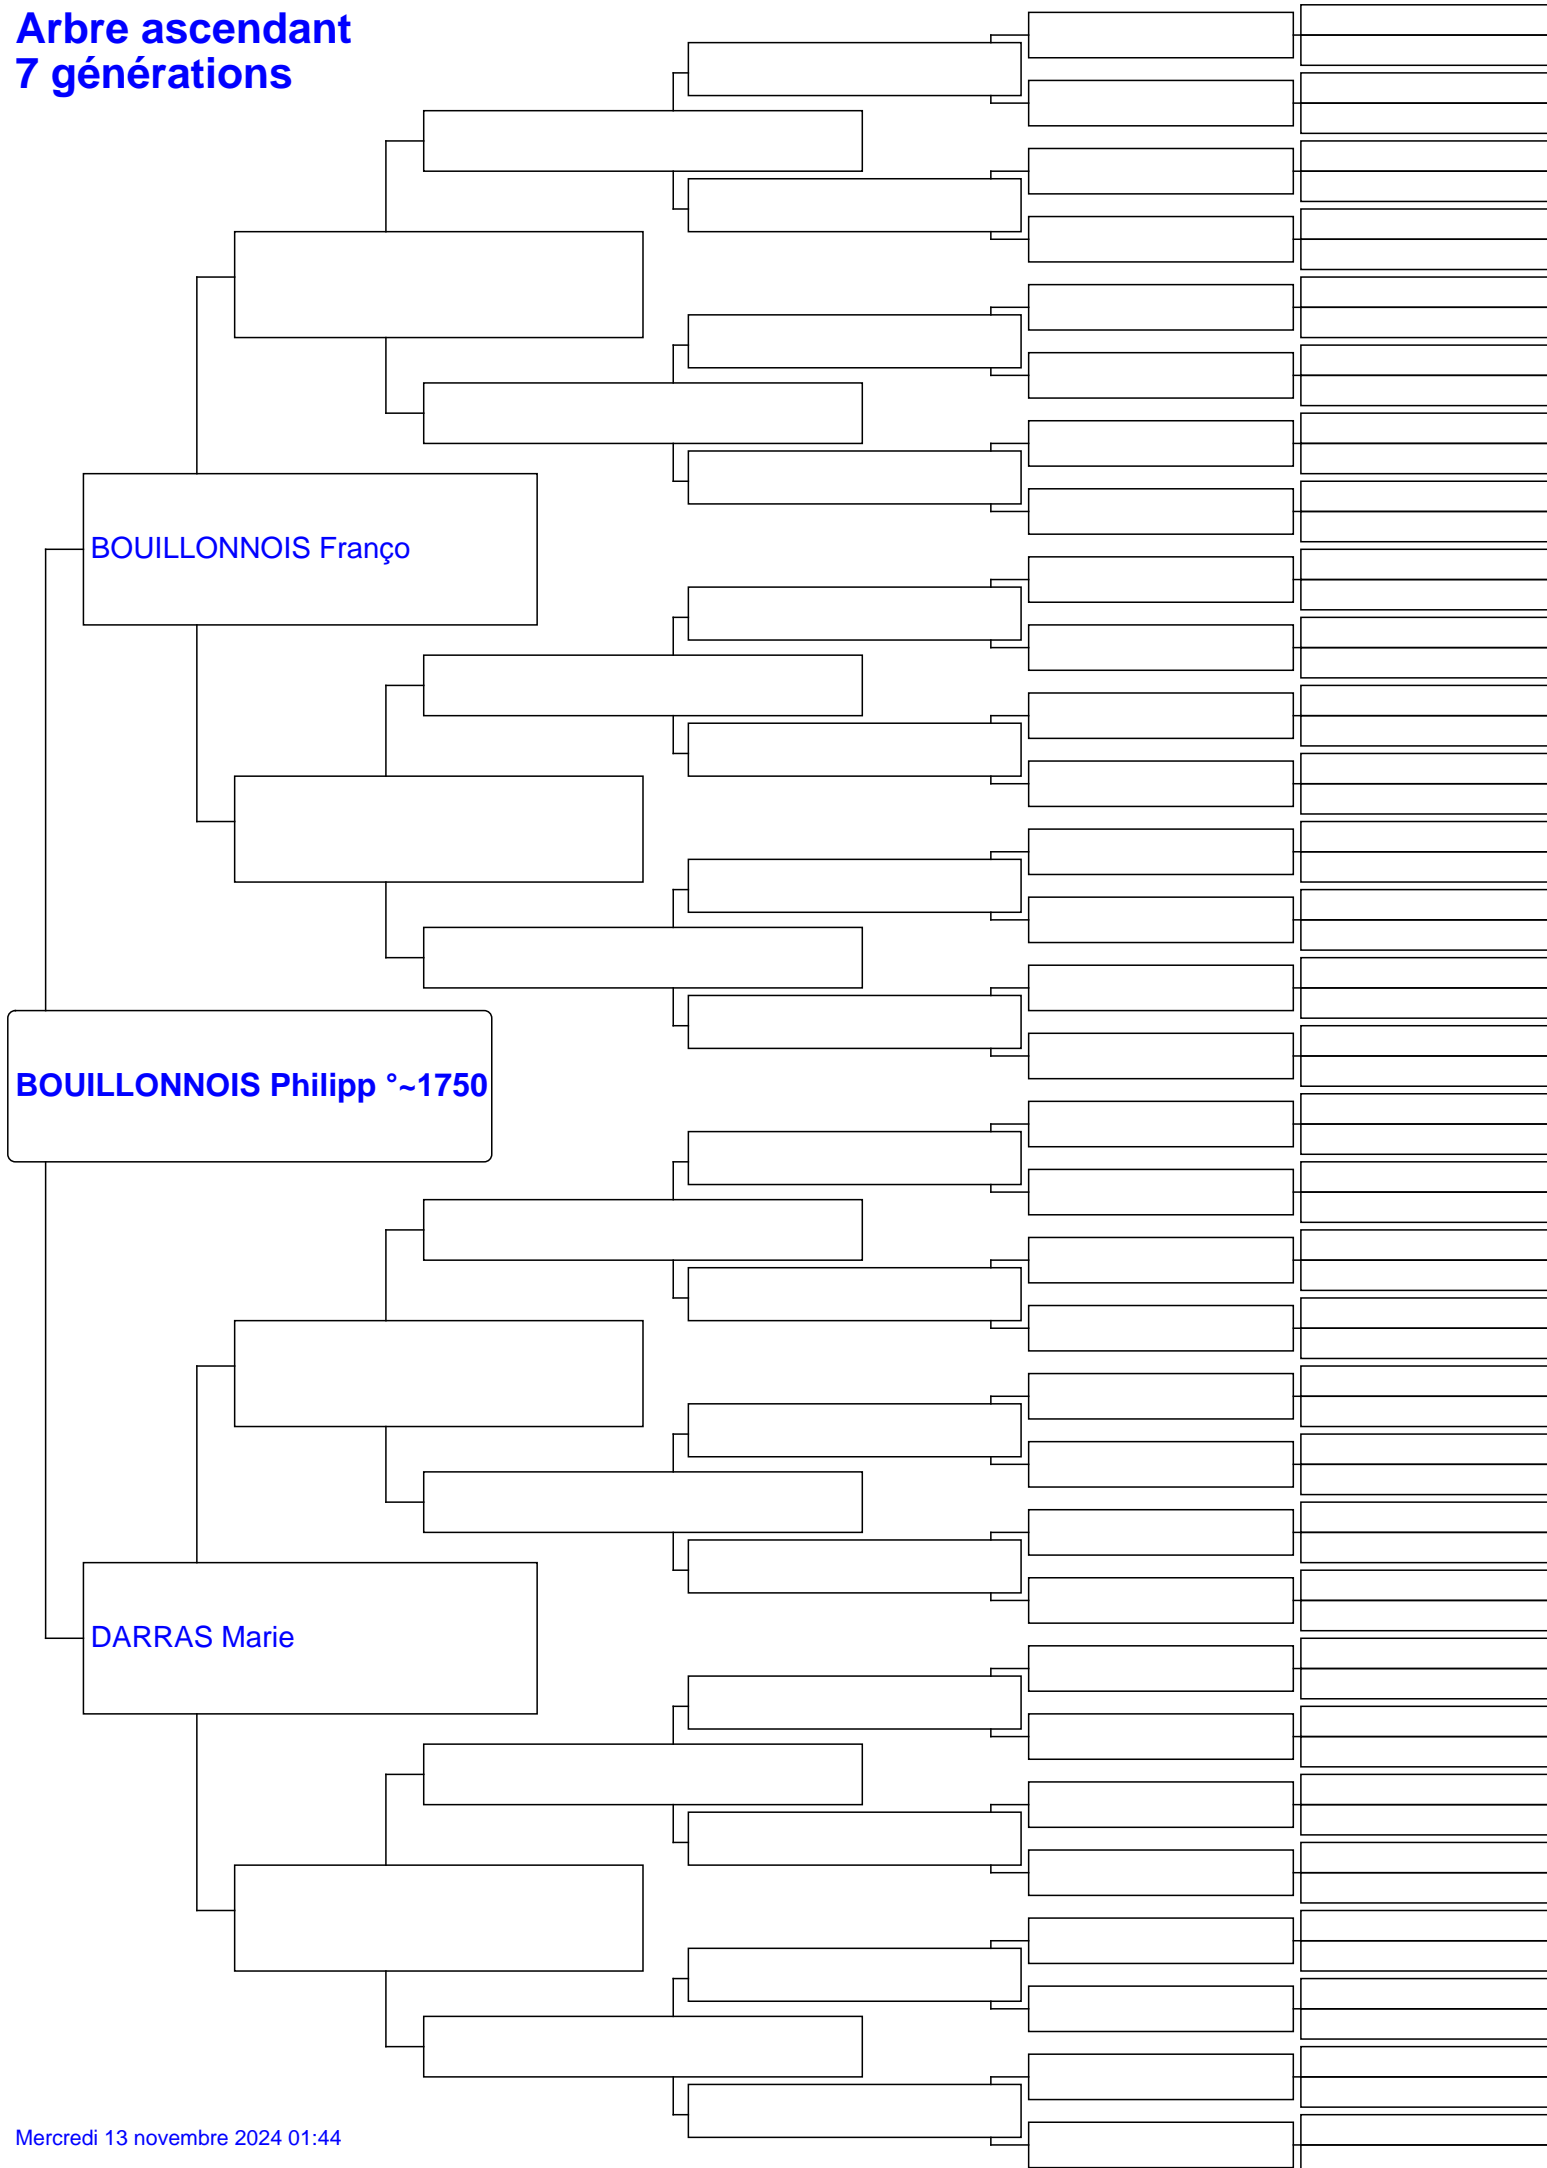 Arbre ascendant
7 générations
BOUILLONNOIS Franço
BOUILLONNOIS Philipp °~1750
DARRAS Marie
Mercredi 13 novembre 2024 01:44